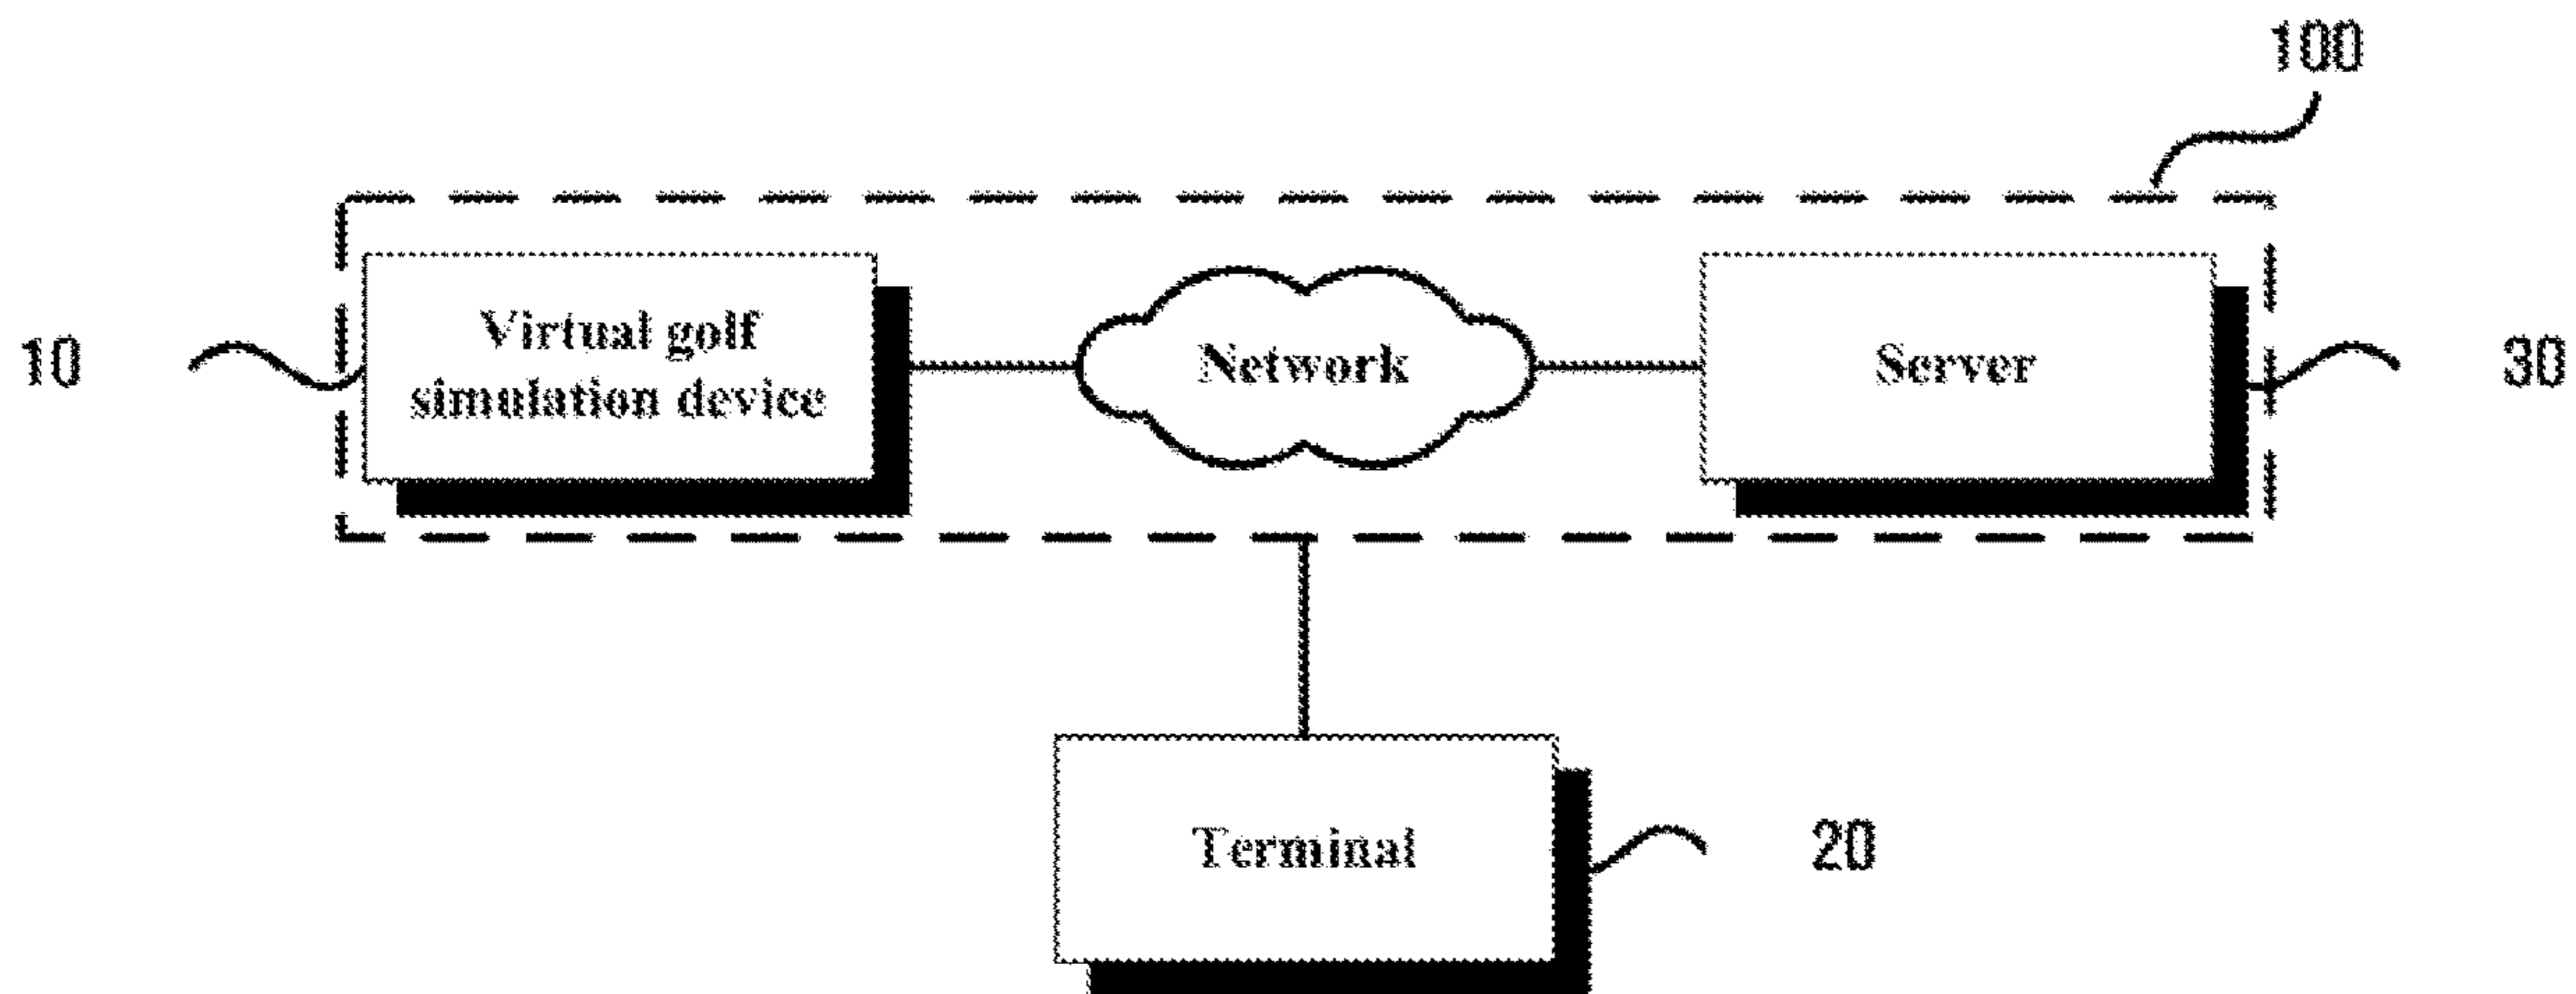 100
10
Virtual golf
simulation device
Network
Server
30
Terminal
20